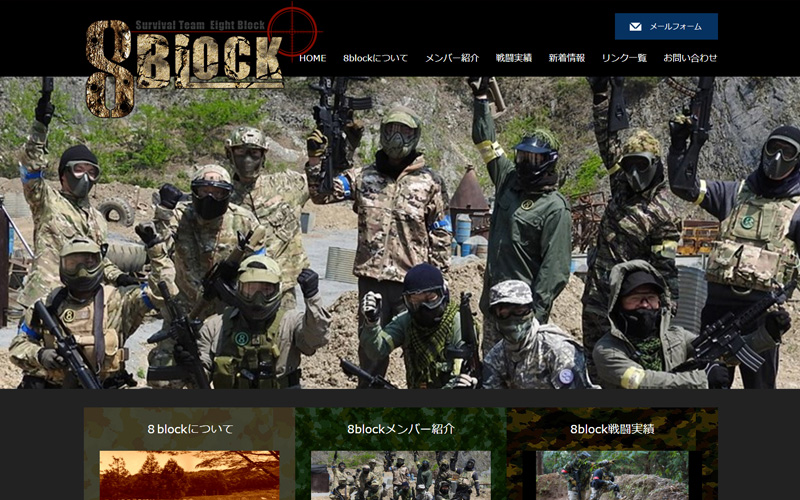 Survival Team Eight Block
8BLOCK
メールフォーム
HOME 8blockについて メンバー紹介 戦闘実績 新着情報 リンク一覧 お問い合わせ
８blockについて
8blockメンバー紹介
8block戦闘実績